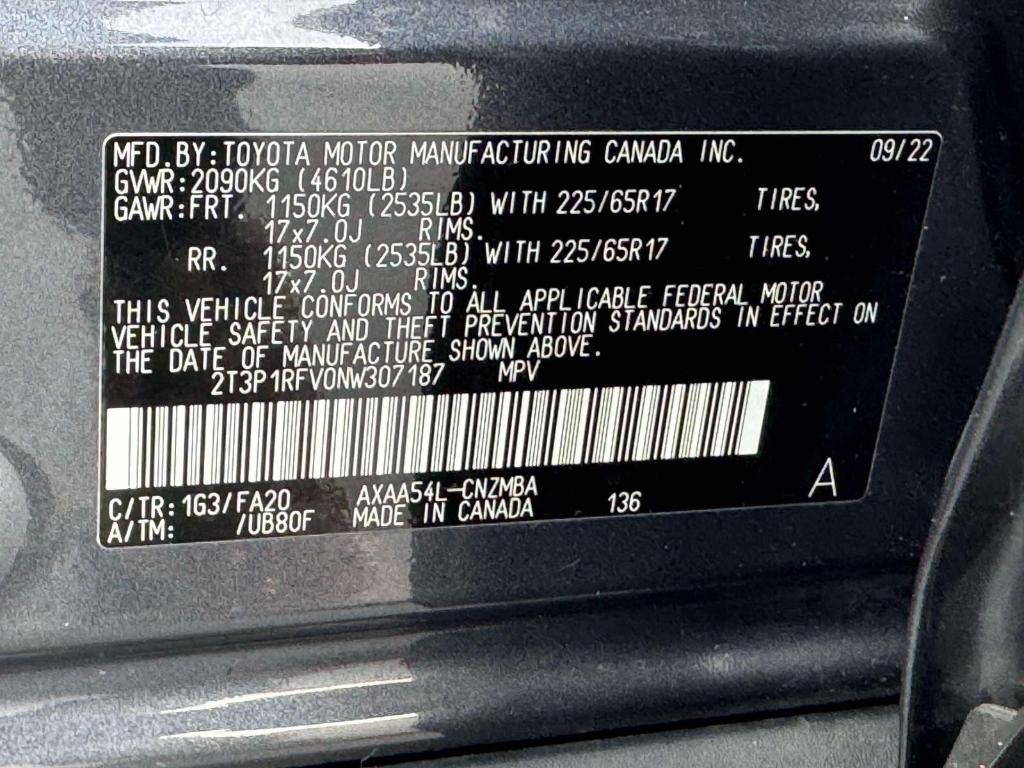 MFD.BY:TOYOTA MOTOR MANUFACTURING CANADA INC. 09/22
GVWR:2090KG (4610LB)
GAWR:FRT. 1150KG (2535LB) WITH 225/65R17 TIRES,
17x7.0J RIMS.
RR. 1150KG (2535LB) WITH 225/65R17 TIRES,
17x7.0J RIMS.
THIS VEHICLE CONFORMS TO ALL APPLICABLE FEDERAL MOTOR
VEHICLE SAFETY AND THEFT PREVENTION STANDARDS IN EFFECT ON
THE DATE OF MANUFACTURE SHOWN ABOVE.
2T3P1RFV0NW307187 MPV
C/TR: 1G3/FA20 AXAA54L-CNZMBA 136 A
A/TM: /UB80F MADE IN CANADA